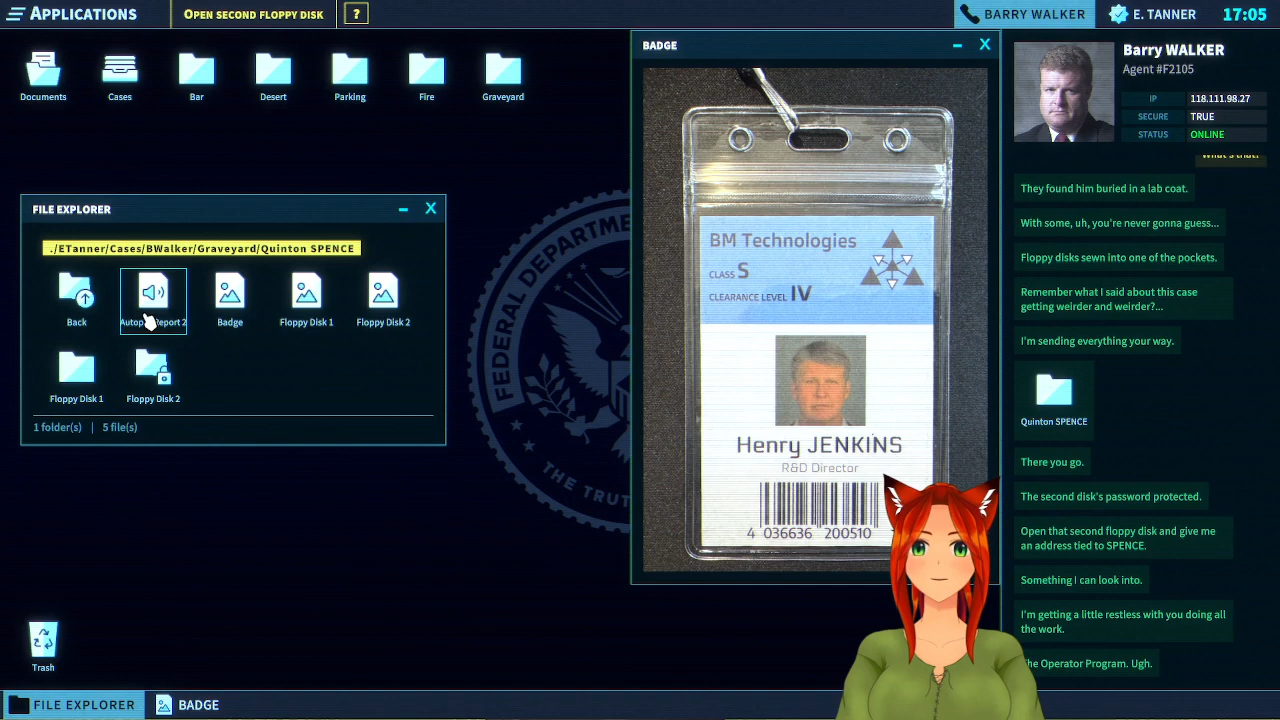 APPLICATIONS
OPEN SECOND FLOPPY DISK
?
BARRY WALKER
E. TANNER
17:05
Documents
Cases
Bar
Desert
Parking
Fire
Graveyard
FILE EXPLORER
./ETanner/Cases/BWalker/Graveyard/Quinton SPENCE
Back
Badge
Floppy Disk 1
Floppy Disk 2
Floppy Disk 1
Floppy Disk 2
1 folder(s) | 5 file(s)
FEDERAL DEPARTME
THE TRUT
BADGE
BM Technologies
CLASS S
CLEARANCE LEVEL IV
Henry JENKINS
R&D Director
4 036636 200510
Barry WALKER
Agent #F2105
IP 118.111.98.27
SECURE TRUE
STATUS ONLINE
What's that?
They found him buried in a lab coat.
With some, uh, you're never gonna guess...
Floppy disks sewn into one of the pockets.
Remember what I said about this case
getting weirder and weirder?...
I'm sending everything your way.
Quinton SPENCE
There you go.
The second disk's password protected.
Open that second floppy disk and give me
an address tied to SPENCE.
Something I can look into.
I'm getting a little restless with you doing all
the work.
he Operator Program. Ugh.
Trash
FILE EXPLORER
BADGE